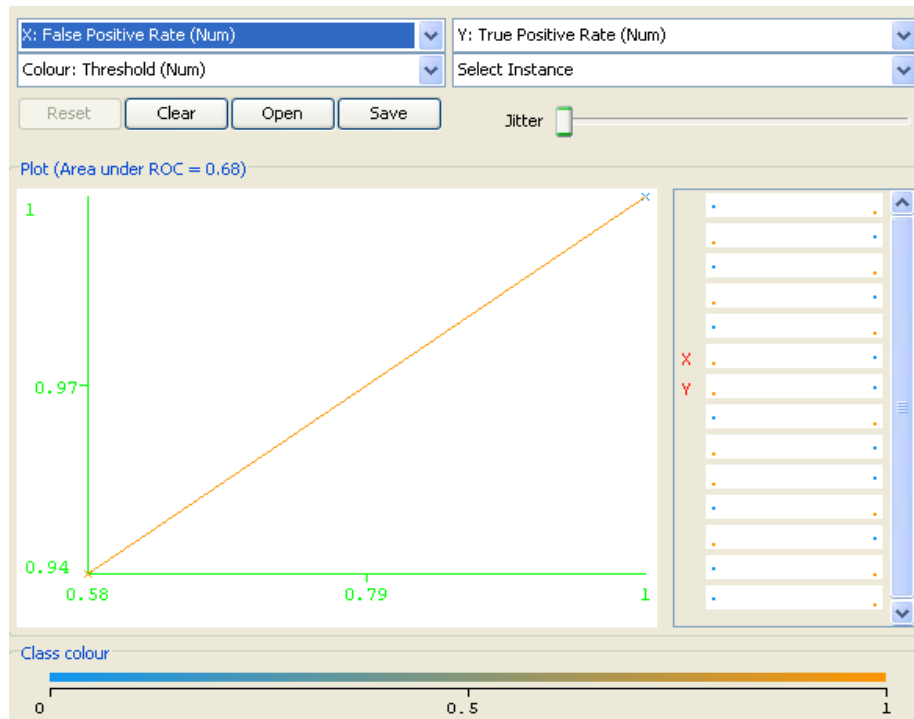 X: False Positive Rate (Num) Y: True Positive Rate (Num)
Colour: Threshold (Num) Select Instance
Reset Clear Open Save Jitter
Plot (Area under ROC = 0.68)
1
0.97
0.94
0.58 0.79 1
X
Y
Class colour
0 0.5 1